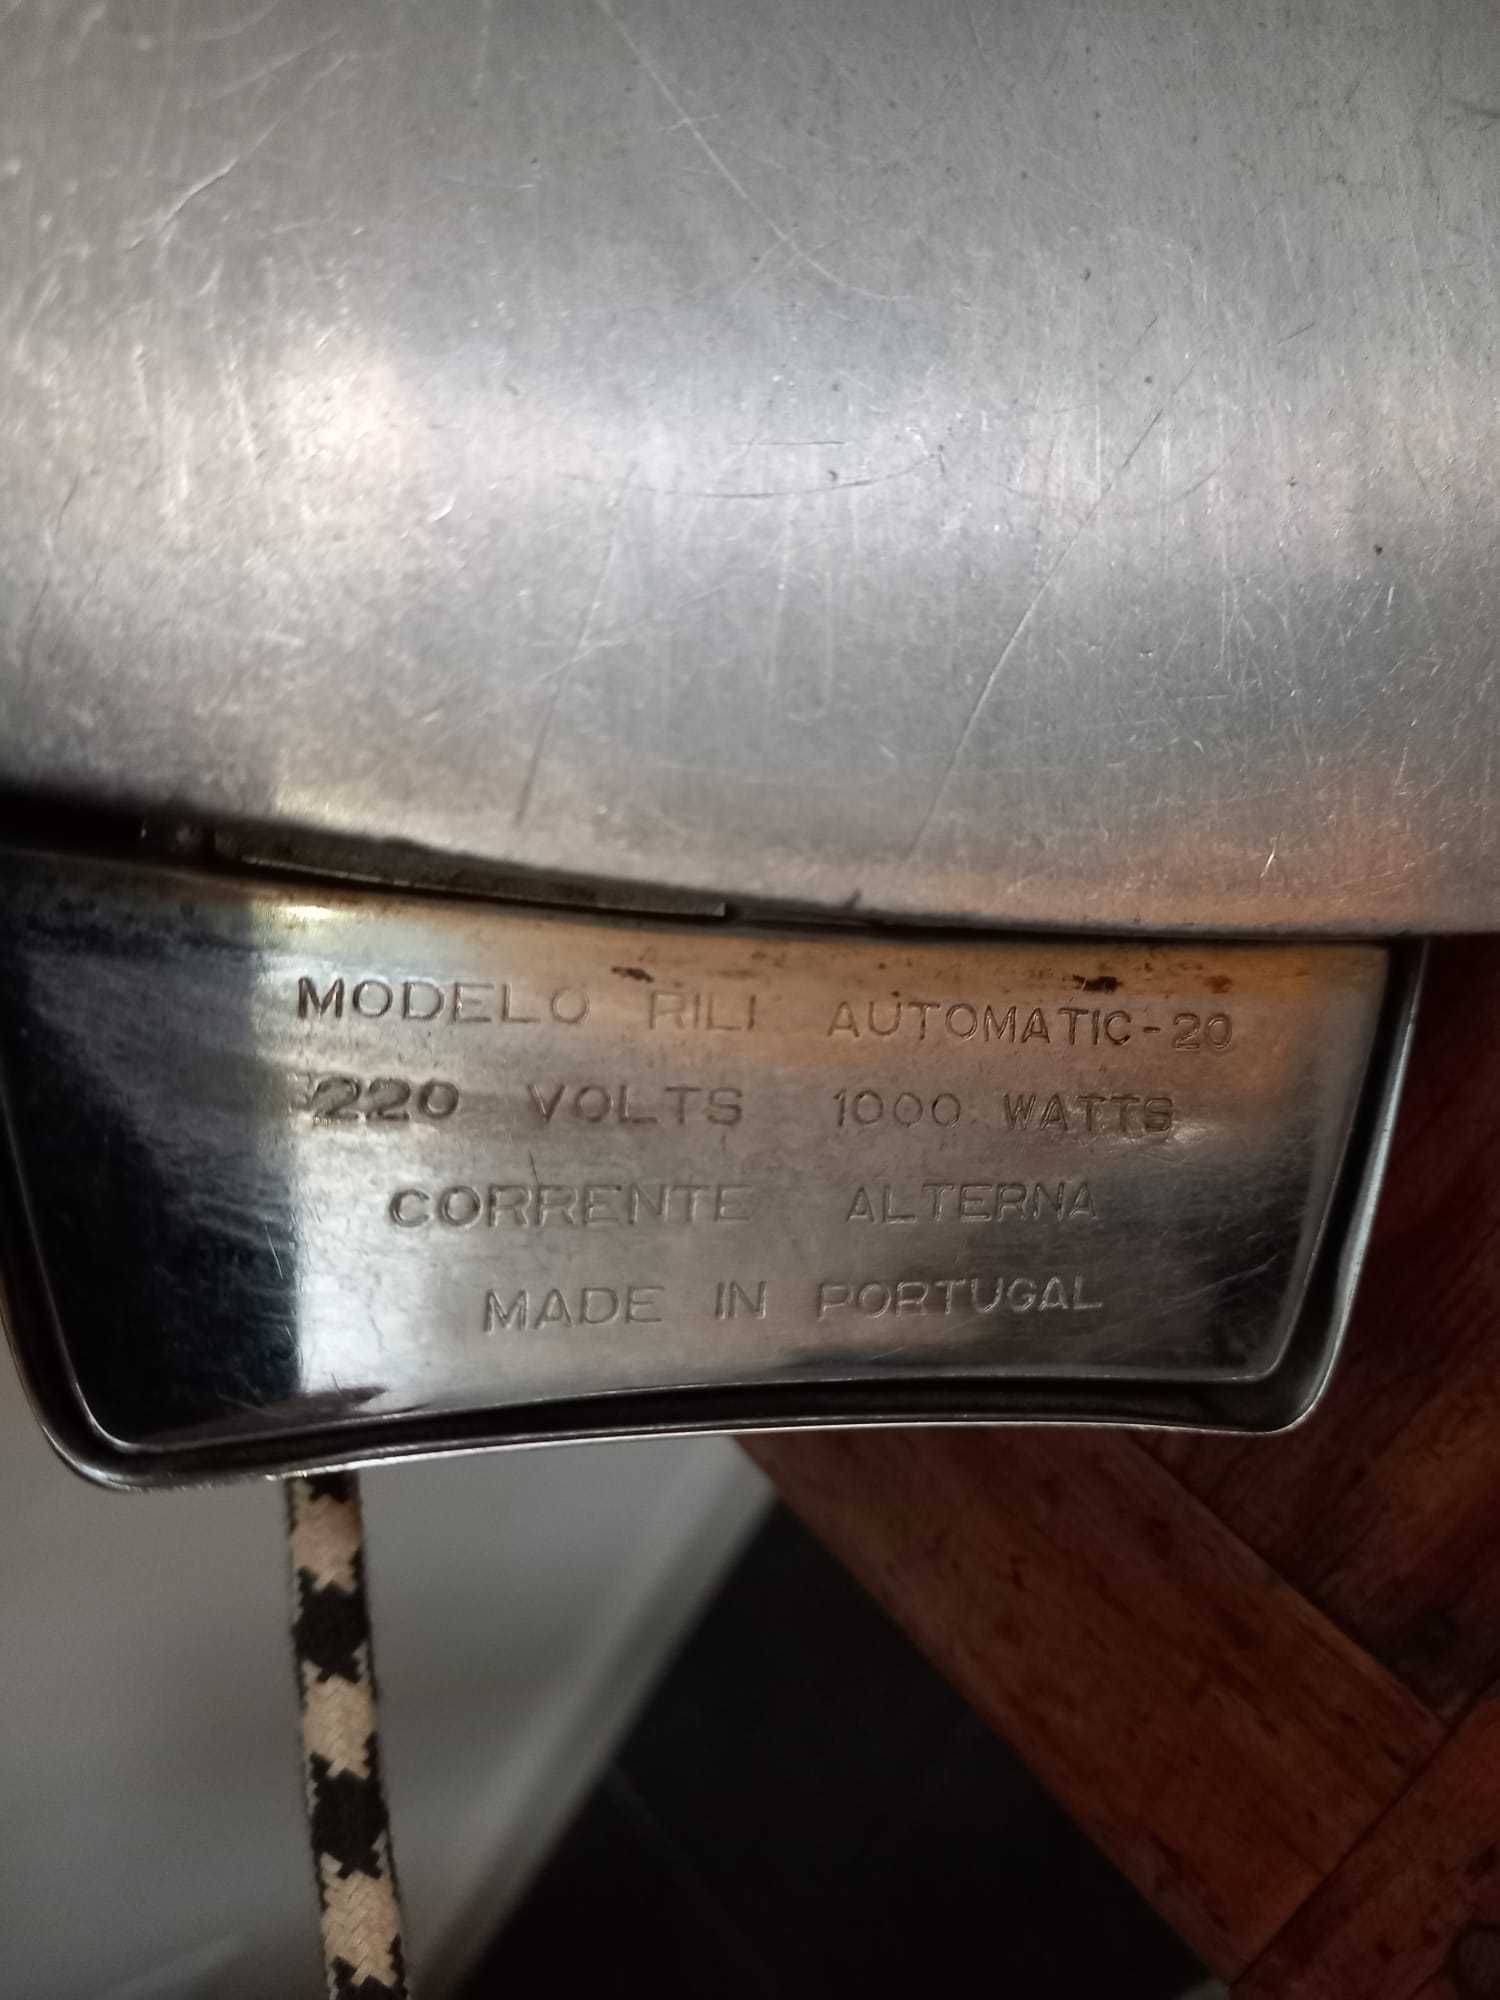 MODELO RILI AUTOMATIC-20
220 VOLTS 1000 WATTS
CORRENTE ALTERNA
MADE IN PORTUGAL